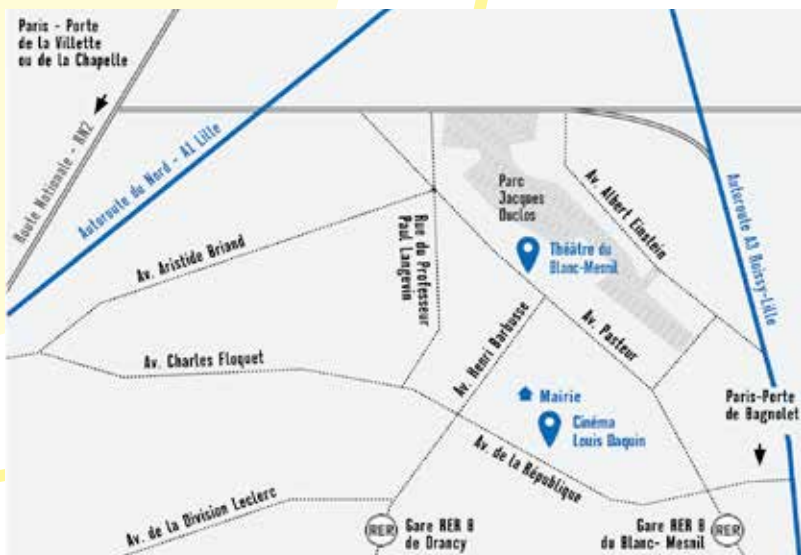 Paris - Porte
de la Villette
ou de la Chapelle
Route Nationale - RN2
Autoroute du Nord - A1 Lille
Av. Aristide Briand
Rue du Professeur
Paul Langevin
Parc
Jacques
Duclos
Av. Albert Einstein
Autoroute A3 Roissy-Lille
Théâtre du
Blanc-Mesnil
Av. Charles Floquet
Av. Henri Barbusse
Av. Pasteur
Mairie
Cinéma
Louis Daquin
Paris-Porte
de Bagnolet
Av. de la République
Av. de la Division Leclerc
RER
Gare RER B
de Drancy
Gare RER B
du Blanc- Mesnil
RER